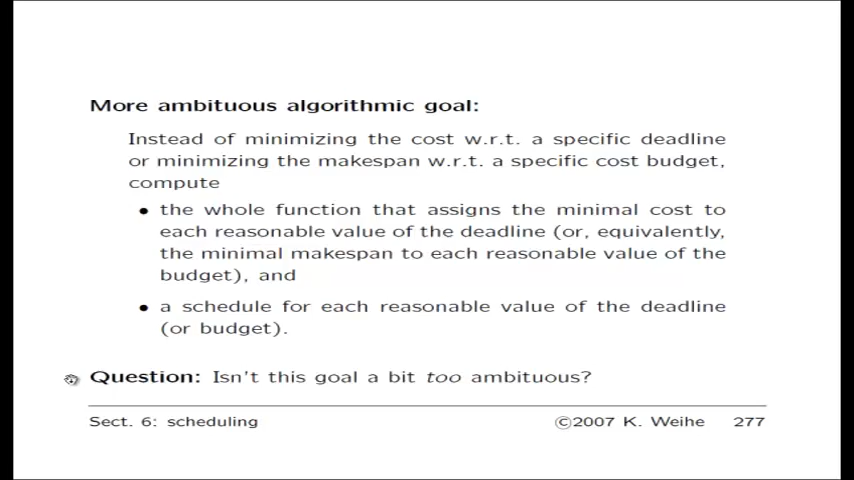 More ambituous algorithmic goal:
Instead of minimizing the cost w.r.t. a specific deadline
or minimizing the makespan w.r.t. a specific cost budget,
compute
• the whole function that assigns the minimal cost to
each reasonable value of the deadline (or, equivalently,
the minimal makespan to each reasonable value of the
budget), and
• a schedule for each reasonable value of the deadline
(or budget).
Question: Isn't this goal a bit too ambituous?
Sect. 6: scheduling ©2007 K. Weihe 277